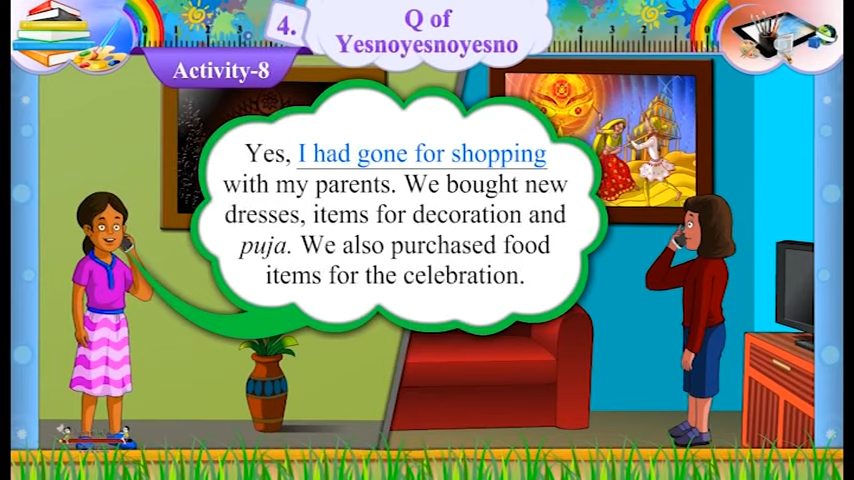 4.
Q of
Yesnoyesnoyesno
Activity-8
Yes, I had gone for shopping
with my parents. We bought new
dresses, items for decoration and
puja. We also purchased food
items for the celebration.